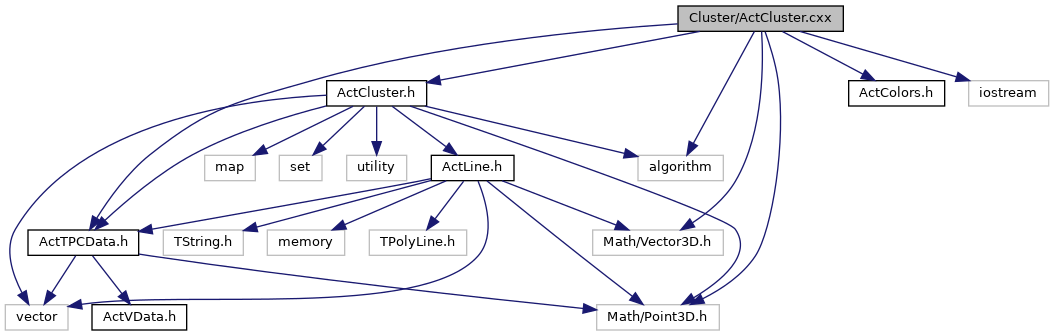 Cluster/ActCluster.cxx
ActCluster.h
ActColors.h
iostream
map
set
utility
ActLine.h
algorithm
ActTPCData.h
TString.h
memory
TPolyLine.h
Math/Vector3D.h
vector
ActVData.h
Math/Point3D.h